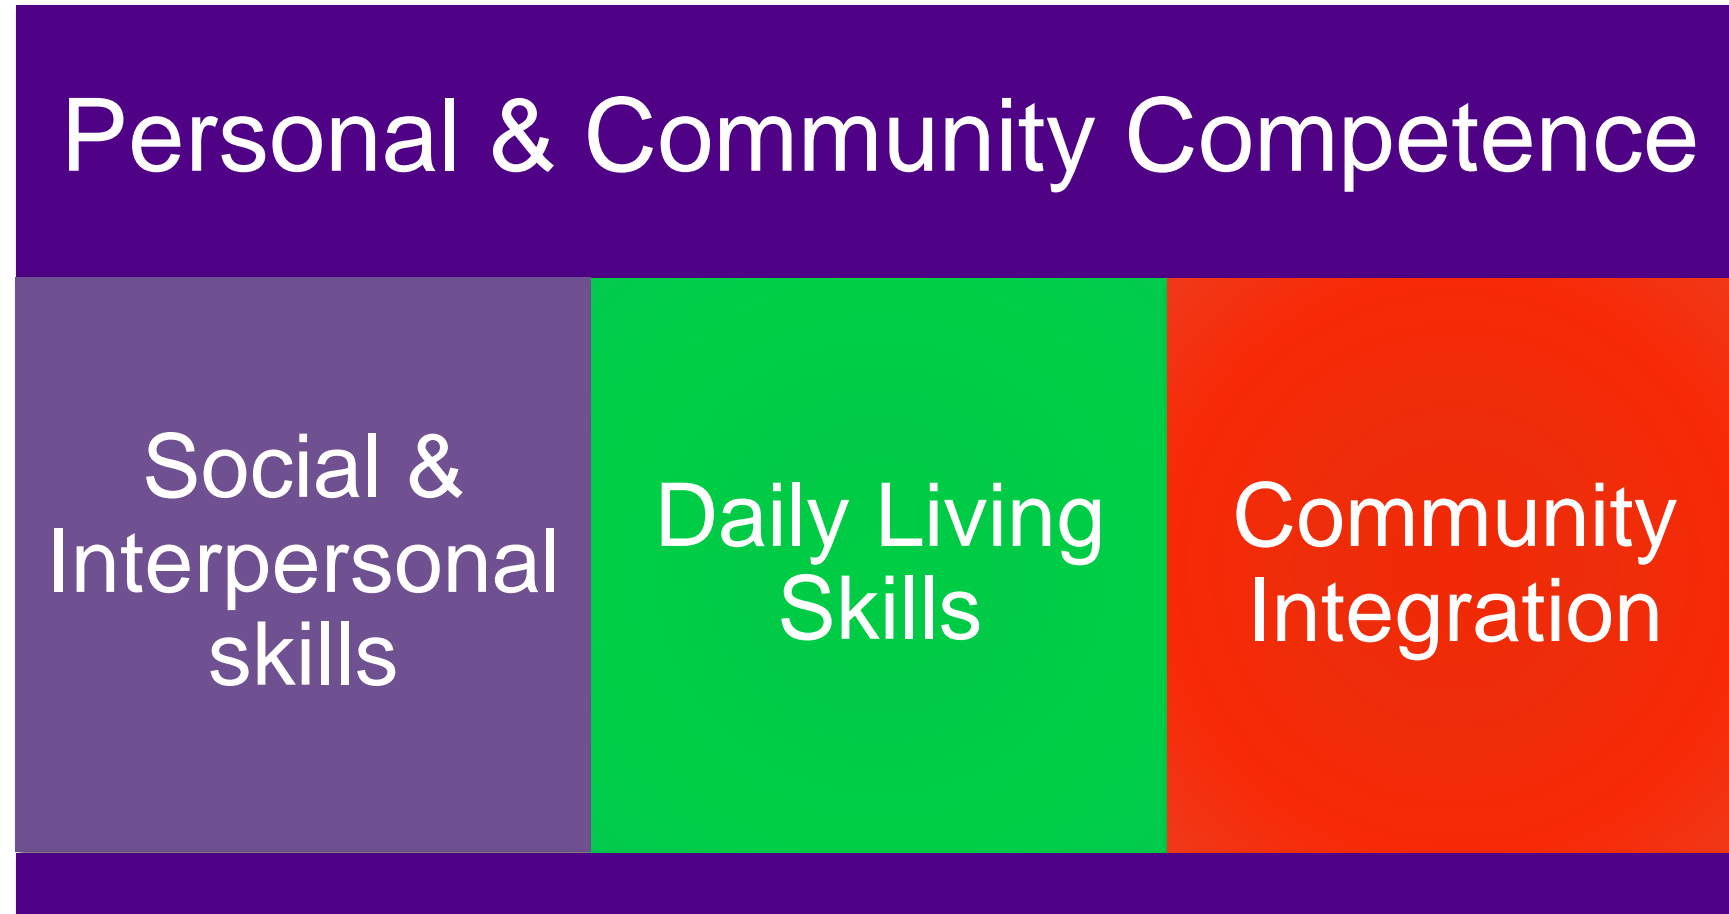 Personal & Community Competence
Social &
Interpersonal
skills
Daily Living
Skills
Community
Integration